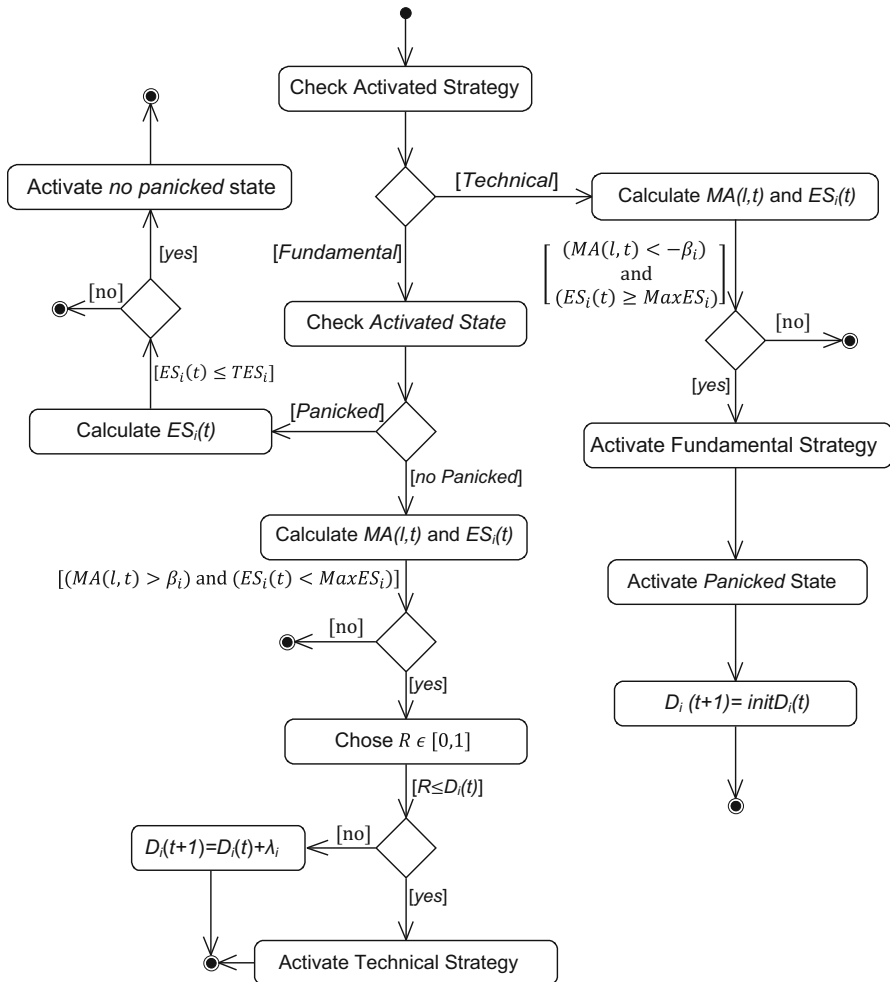 Check Activated Strategy
[Technical]
Calculate MA(l,t) and ESᵢ(t)
Activate no panicked state
[Fundamental]
[yes]
(MA(l, t) < −βᵢ)
and
(ESᵢ(t) ≥ MaxESᵢ)
[no]
Check Activated State
[no]
[ESᵢ(t) ≤ TESᵢ]
[yes]
Calculate ESᵢ(t)
[Panicked]
Activate Fundamental Strategy
[no Panicked]
Calculate MA(l,t) and ESᵢ(t)
[(MA(l, t) > βᵢ) and (ESᵢ(t) < MaxESᵢ)]
Activate Panicked State
[no]
[yes]
Dᵢ (t+1)= initDᵢ(t)
Chose R ϵ [0,1]
[R≤Dᵢ(t)]
Dᵢ(t+1)=Dᵢ(t)+λᵢ
[no]
[yes]
Activate Technical Strategy